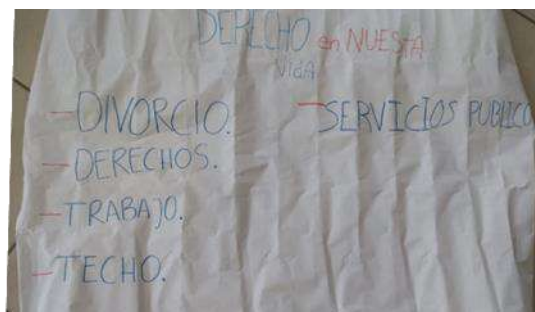 DERECHO en NUESTA
VidA
- DIVORCIO.
- SERVICIOS PUBLICO
- DERECHOS.
- TRABAJO.
- TECHO.